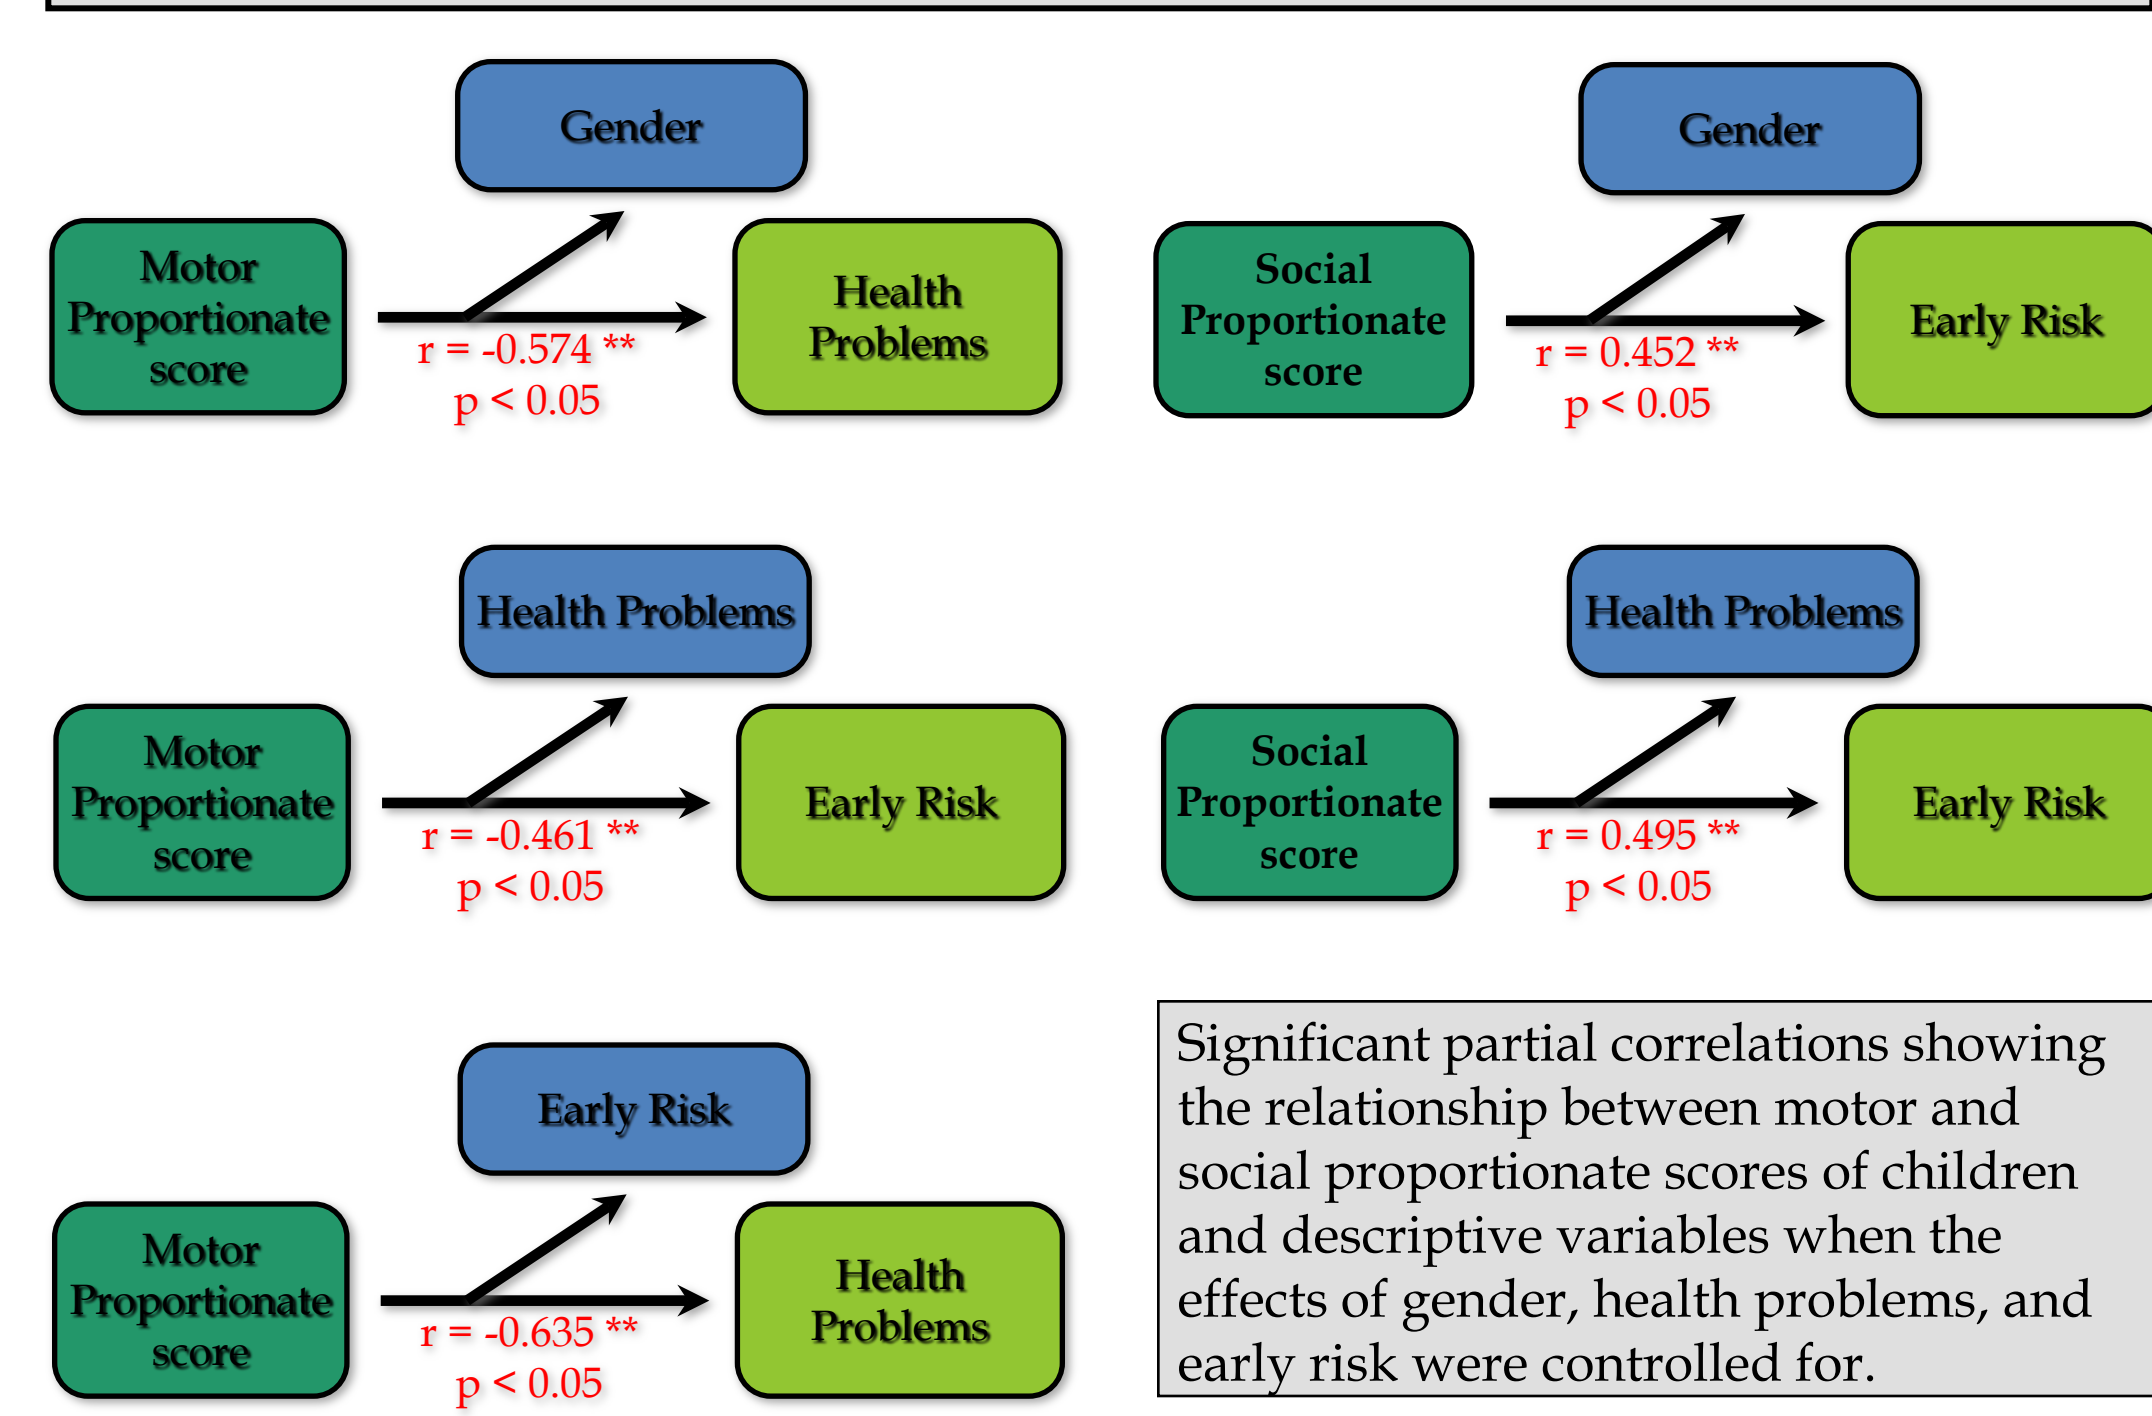 Gender
Motor
Proportionate
score
r = -0.574 **
p < 0.05
Health
Problems
Gender
Social
Proportionate
score
r = 0.452 **
p < 0.05
Early Risk
Health Problems
Motor
Proportionate
score
r = -0.461 **
p < 0.05
Early Risk
Health Problems
Social
Proportionate
score
r = 0.495 **
p < 0.05
Early Risk
Early Risk
Motor
Proportionate
score
r = -0.635 **
p < 0.05
Health
Problems
Significant partial correlations showing
the relationship between motor and
social proportionate scores of children
and descriptive variables when the
effects of gender, health problems, and
early risk were controlled for.